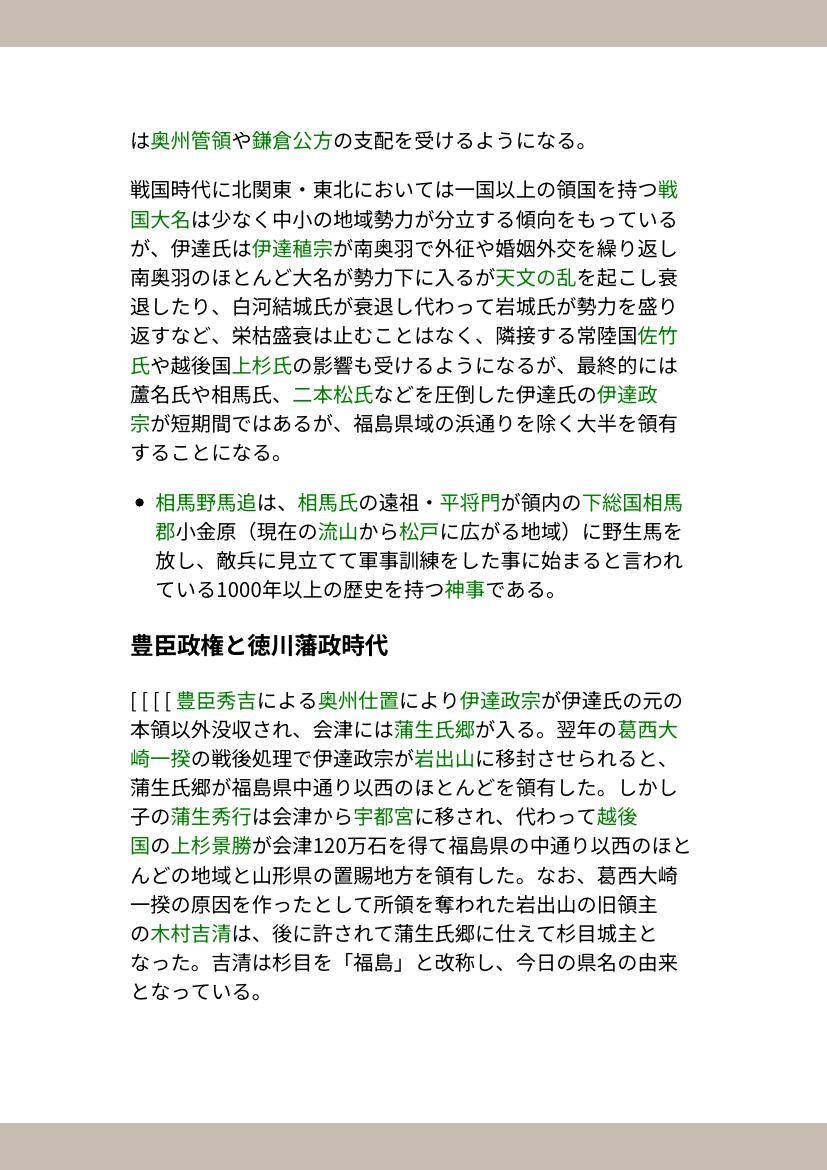 は奥州管領や鎌倉公方の支配を受けるようになる。
戦国時代に北関東・東北においては一国以上の領国を持つ戦
国大名は少なく中小の地域勢力が分立する傾向をもっている
が、伊達氏は伊達稙宗が南奥羽で外征や婚姻外交を繰り返し
南奥羽のほとんど大名が勢力下に入るが天文の乱を起こし衰
退したり、白河結城氏が衰退し代わって岩城氏が勢力を盛り
返すなど、栄枯盛衰は止むことはなく、隣接する常陸国佐竹
氏や越後国上杉氏の影響も受けるようになるが、最終的には
蘆名氏や相馬氏、二本松氏などを圧倒した伊達氏の伊達政
宗が短期間ではあるが、福島県域の浜通りを除く大半を領有
することになる。
• 相馬野馬追は、相馬氏の遠祖・平将門が領内の下総国相馬
郡小金原（現在の流山から松戸に広がる地域）に野生馬を
放し、敵兵に見立てて軍事訓練をした事に始まると言われ
ている1000年以上の歴史を持つ神事である。
豊臣政権と徳川藩政時代
[ [ [ [ 豊臣秀吉による奥州仕置により伊達政宗が伊達氏の元の
本領以外没収され、会津には蒲生氏郷が入る。翌年の葛西大
崎一揆の戦後処理で伊達政宗が岩出山に移封させられると、
蒲生氏郷が福島県中通り以西のほとんどを領有した。しかし
子の蒲生秀行は会津から宇都宮に移され、代わって越後
国の上杉景勝が会津120万石を得て福島県の中通り以西のほと
んどの地域と山形県の置賜地方を領有した。なお、葛西大崎
一揆の原因を作ったとして所領を奪われた岩出山の旧領主
の木村吉清は、後に許されて蒲生氏郷に仕えて杉目城主と
なった。吉清は杉目を「福島」と改称し、今日の県名の由来
となっている。